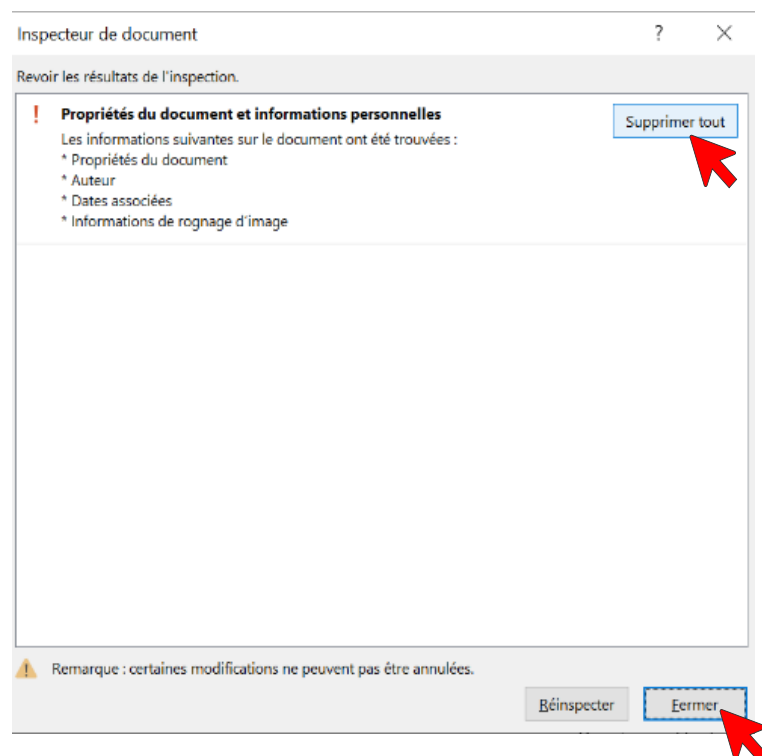 Inspecteur de document
?
Revoir les résultats de l'inspection.
! Propriétés du document et informations personnelles
Supprimer tout
Les informations suivantes sur le document ont été trouvées :
* Propriétés du document
* Auteur
* Dates associées
* Informations de rognage d'image
Remarque : certaines modifications ne peuvent pas être annulées.
Réinspecter
Fermer